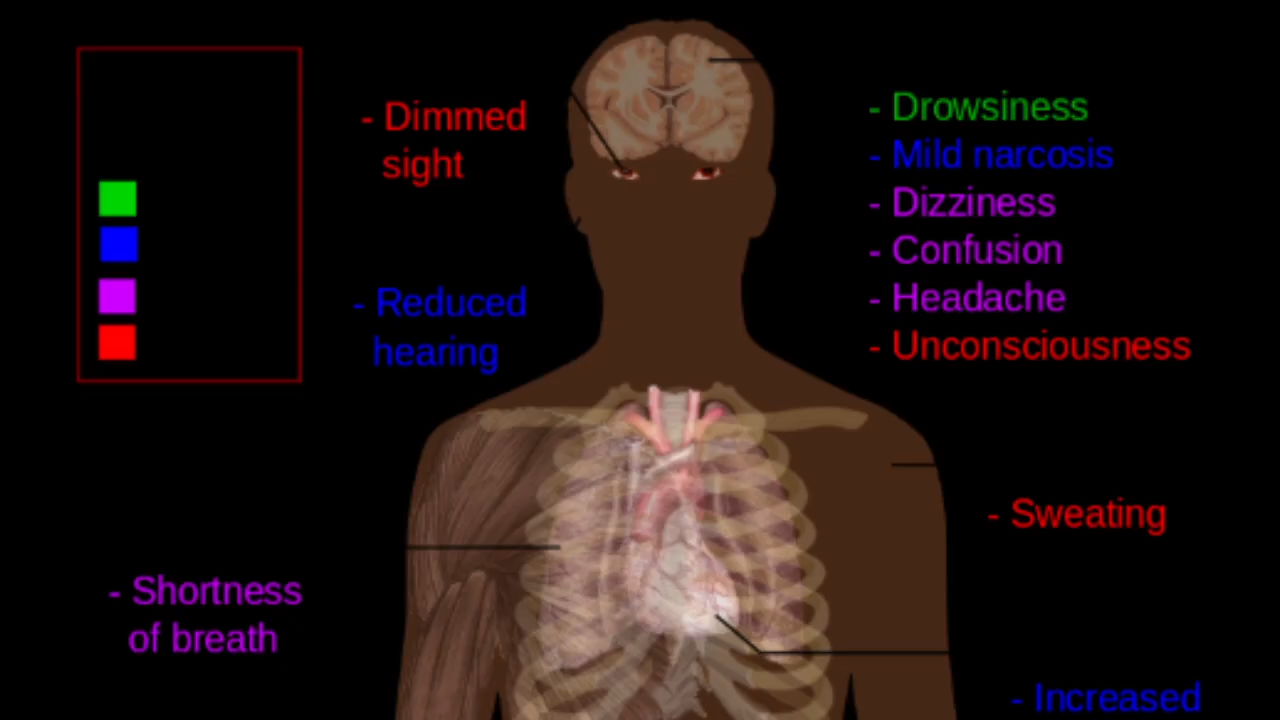 - Dimmed
sight
- Reduced
hearing
- Shortness
of breath
- Drowsiness
- Mild narcosis
- Dizziness
- Confusion
- Headache
- Unconsciousness
- Sweating
- Increased